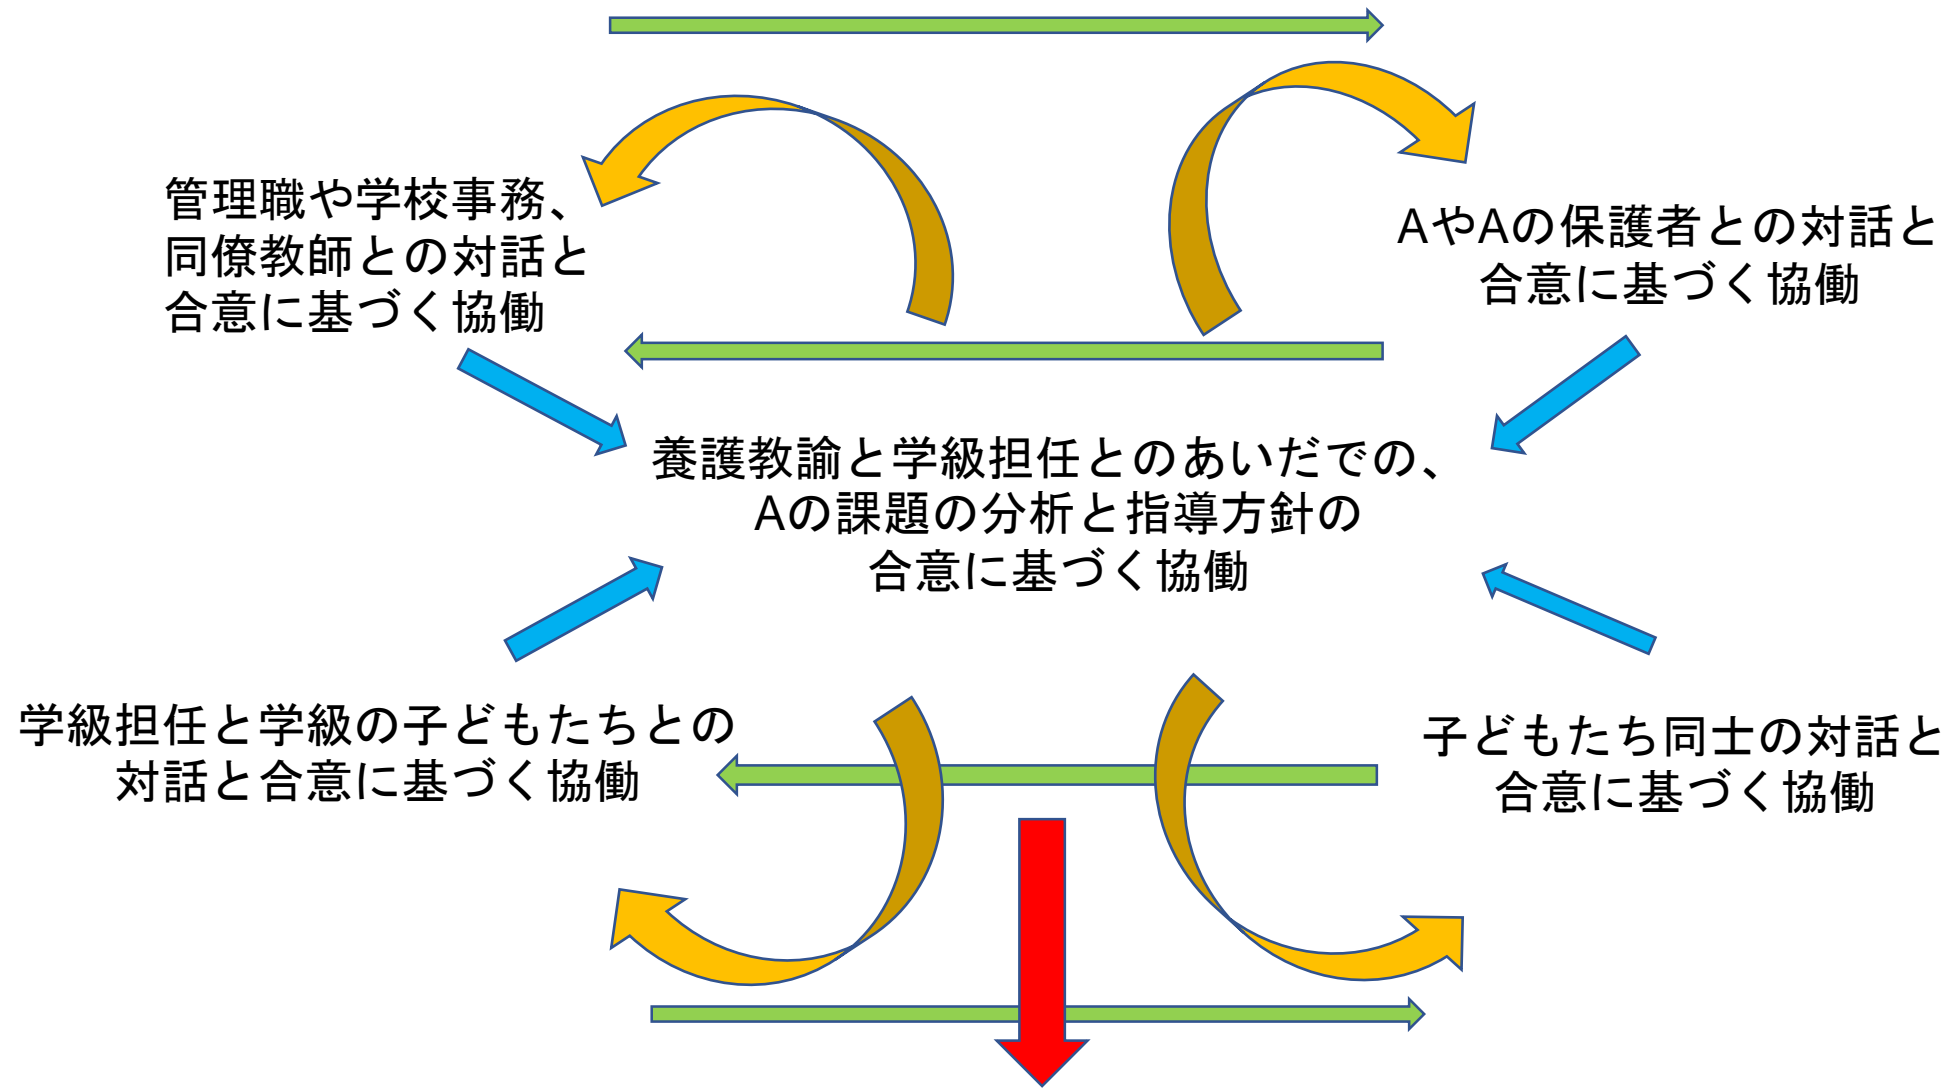 管理職や学校事務、
同僚教師との対話と
合意に基づく協働
AやAの保護者との対話と
合意に基づく協働
養護教諭と学級担任とのあいだでの、
Aの課題の分析と指導方針の
合意に基づく協働
学級担任と学級の子どもたちとの
対話と合意に基づく協働
子どもたち同士の対話と
合意に基づく協働